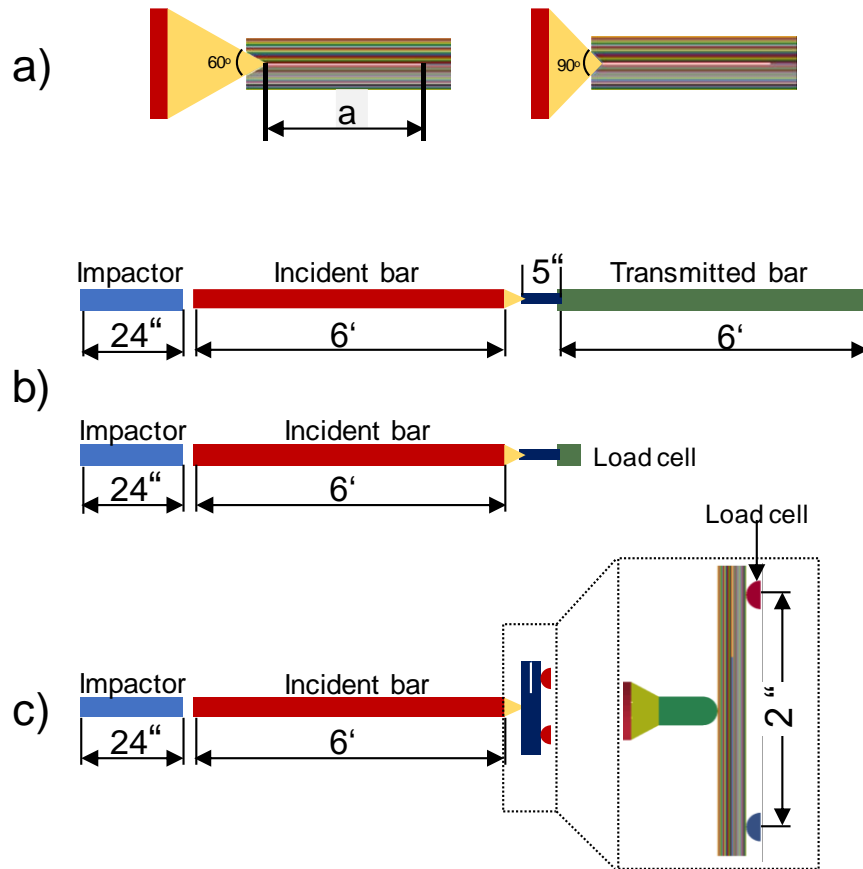 a)
60°
90°
a
Impactor
Incident bar
5“
Transmitted bar
24“
6‘
6‘
b)
Impactor
Incident bar
Load cell
24“
6‘
Load cell
c)
Impactor
Incident bar
24“
6‘
2“